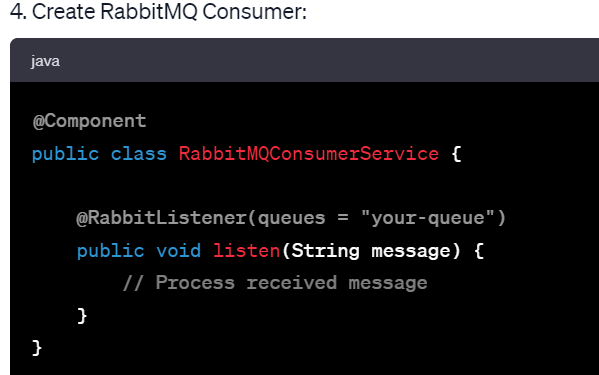 4. Create RabbitMQ Consumer:
java
@Component
public class RabbitMQConsumerService {
@RabbitListener(queues = "your-queue")
public void listen(String message) {
// Process received message
}
}